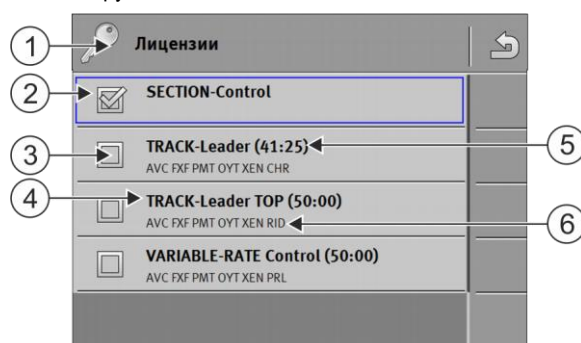 1
Лицензии
2
SECTION-Control
3
TRACK-Leader (41:25)
5
AVC FXF PMT OYT XEN CHR
4
TRACK-Leader TOP (50:00)
AVC FXF PMT OYT XEN RID
6
VARIABLE-RATE Control (50:00)
AVC FXF PMT OYT XEN PRL